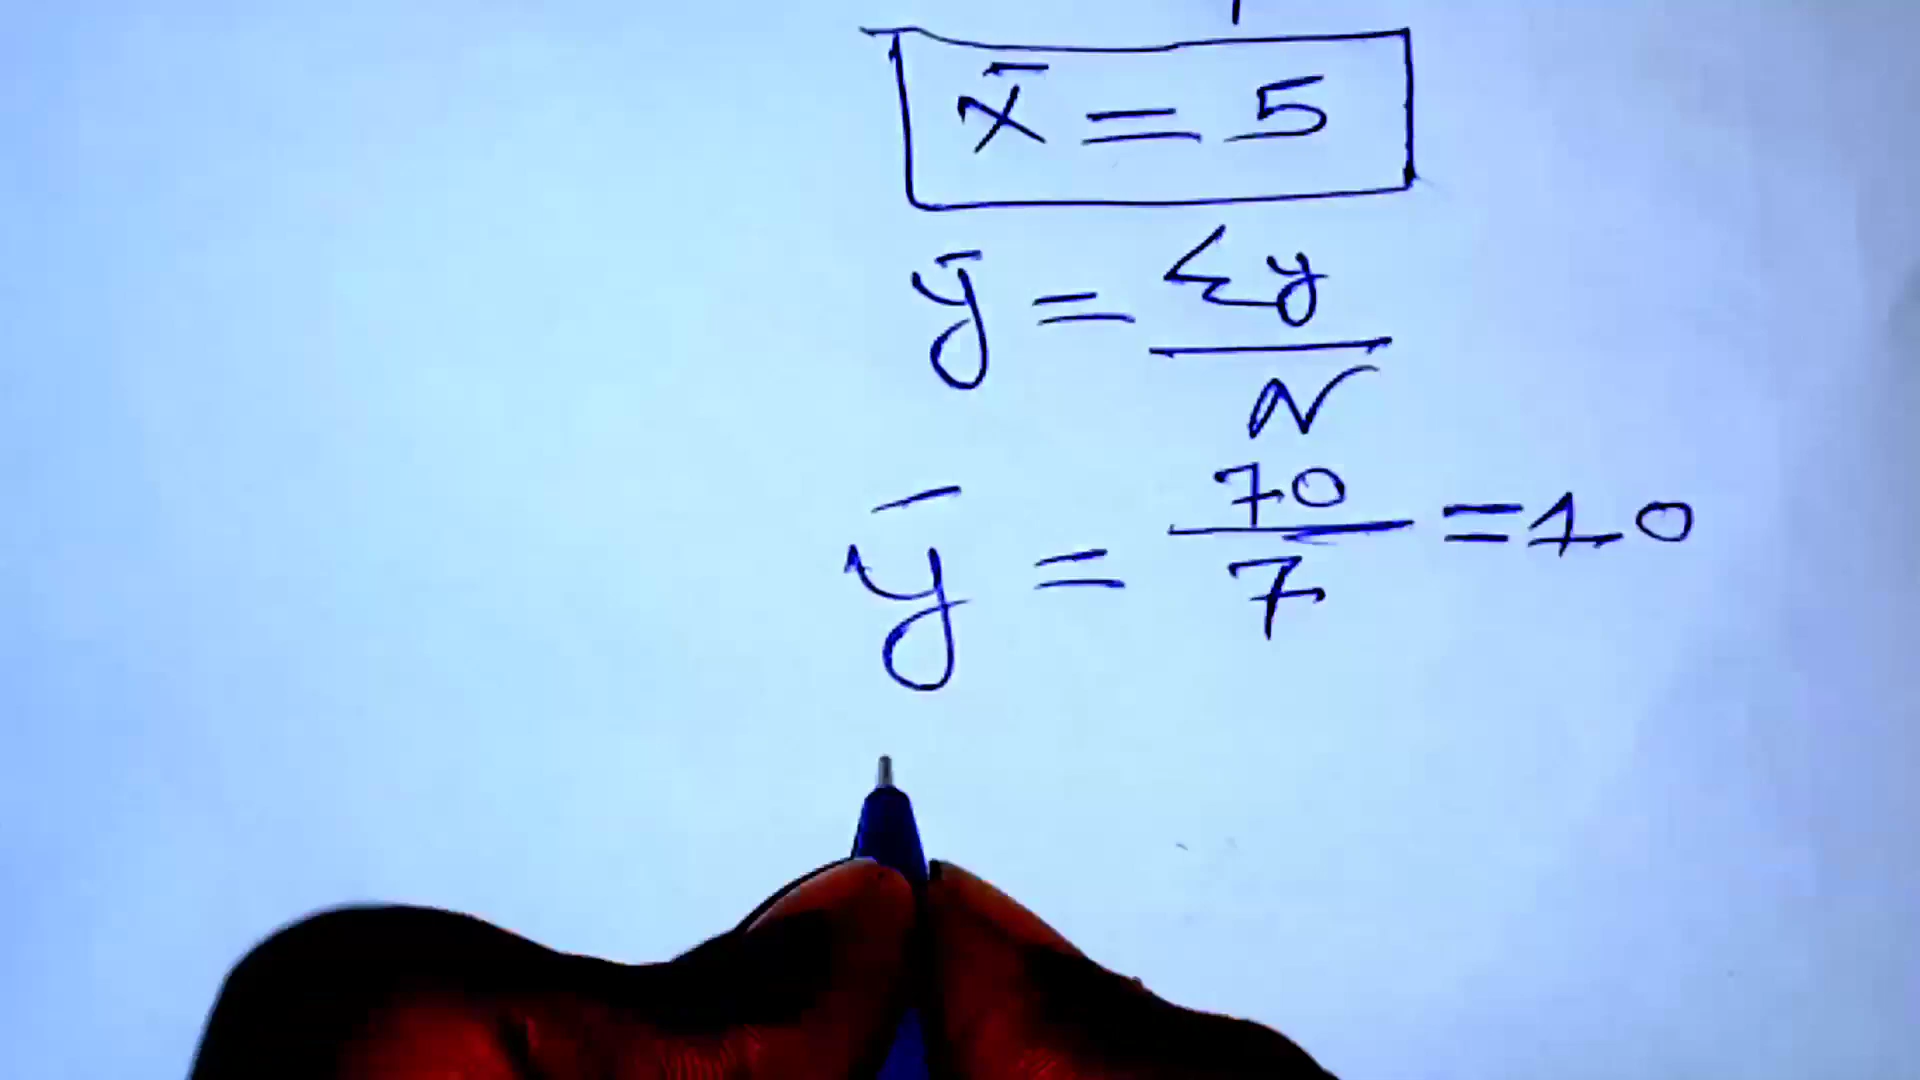 x̄ = 5
ȳ = Σy / N
ȳ = 70 / 7 = 10